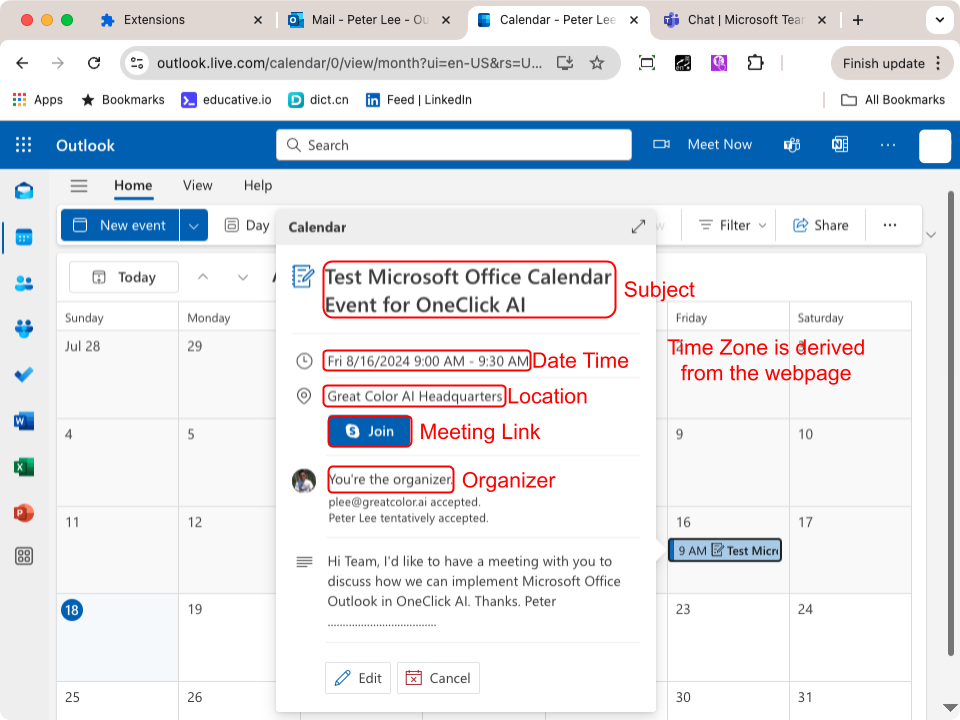 Extensions
Mail - Peter Lee - Ou
Calendar - Peter Lee
Chat | Microsoft Tear
outlook.live.com/calendar/0/view/month?ui=en-US&rs=U...
Finish update
Apps
Bookmarks
educative.io
dict.cn
Feed | LinkedIn
All Bookmarks
Outlook
Search
Meet Now
Home
View
Help
New event
Day
Filter
Share
Today
Calendar
Test Microsoft Office Calendar
Event for OneClick AI
Subject
Fri 8/16/2024 9:00 AM - 9:30 AM
Date Time
Great Color AI Headquarters
Location
Join
Meeting Link
You're the organizer.
Organizer
plee@greatcolor.ai accepted.
Peter Lee tentatively accepted.
Hi Team, I'd like to have a meeting with you to
discuss how we can implement Microsoft Office
Outlook in OneClick AI. Thanks. Peter
Edit
Cancel
Time Zone is derived
from the webpage
Sunday
Monday
Friday
Saturday
Jul 28
29
2
3
4
5
9
10
11
12
16
17
9 AM Test Micro
18
19
23
24
25
26
30
31